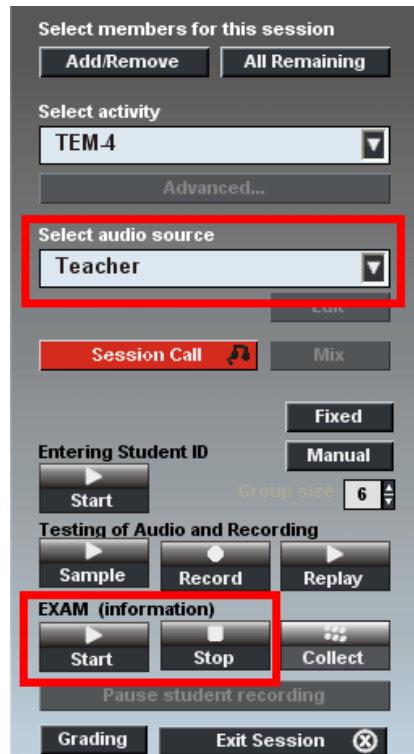 Select members for this session
Add/Remove All Remaining
Select activity
TEM-4
Advanced...
Select audio source
Teacher
Edit
Session Call Mix
Fixed
Entering Student ID Manual
Start Group size 6
Testing of Audio and Recording
Sample Record Replay
EXAM (information)
Start Stop Collect
Pause student recording
Grading Exit Session